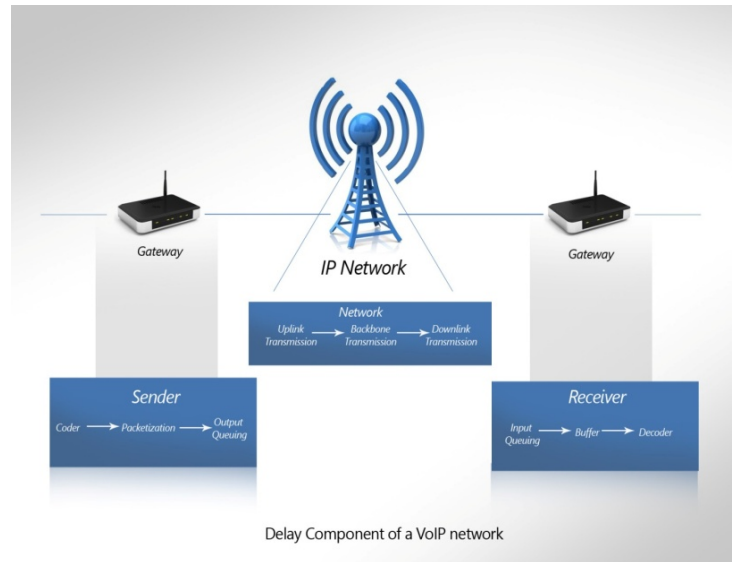 Gateway
IP Network
Gateway
Network
Uplink Transmission
Backbone Transmission
Downlink Transmission
Sender
Coder
Packetization
Output Queuing
Receiver
Input Queuing
Buffer
Decoder
Delay Component of a VoIP network